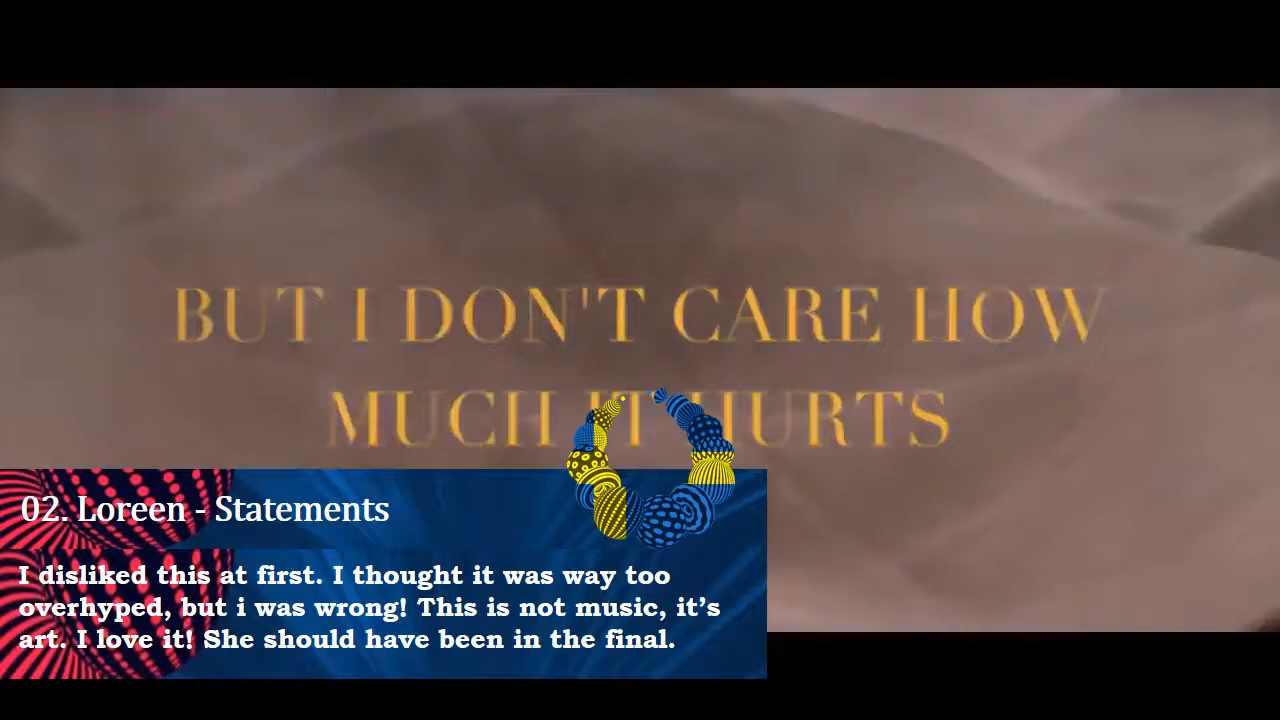 BUT I DON'T CARE HOW
MUCH IT HURTS
02. Loreen - Statements
I disliked this at first. I thought it was way too
overhyped, but i was wrong! This is not music, it's
art. I love it! She should have been in the final.